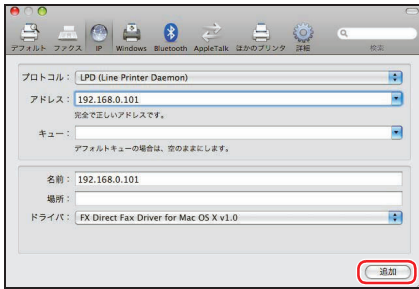 デフォルト ファクス IP Windows Bluetooth AppleTalk ほかのプリンタ 詳細 検索
プロトコル： LPD (Line Printer Daemon)
アドレス： 192.168.0.101
完全で正しいアドレスです。
キュー：
デフォルトキューの場合は、空のままにします。
名前： 192.168.0.101
場所：
ドライバ： FX Direct Fax Driver for Mac OS X v1.0
追加